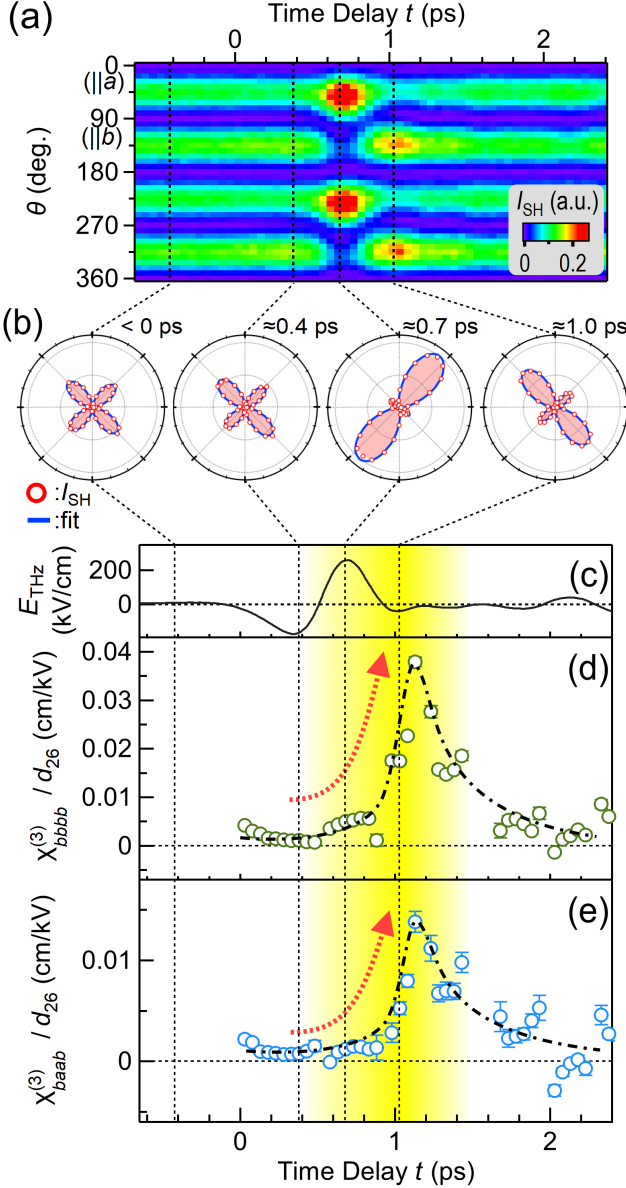 (a)
Time Delay t (ps)
0 2
0
(||a)
90
(||b)
180
270
360
θ (deg.)
I_SH (a.u.)
0 0.2
(b)
< 0 ps ≈0.4 ps ≈0.7 ps ≈1.0 ps
:I_SH
:fit
(c)
E_THz
(kV/cm)
200
0
(d)
χ^(3)_bbbb / d_26 (cm/kV)
0.04
0.03
0.02
0.01
0
(e)
χ^(3)_baab / d_26 (cm/kV)
0.01
0
0 1 2
Time Delay t (ps)